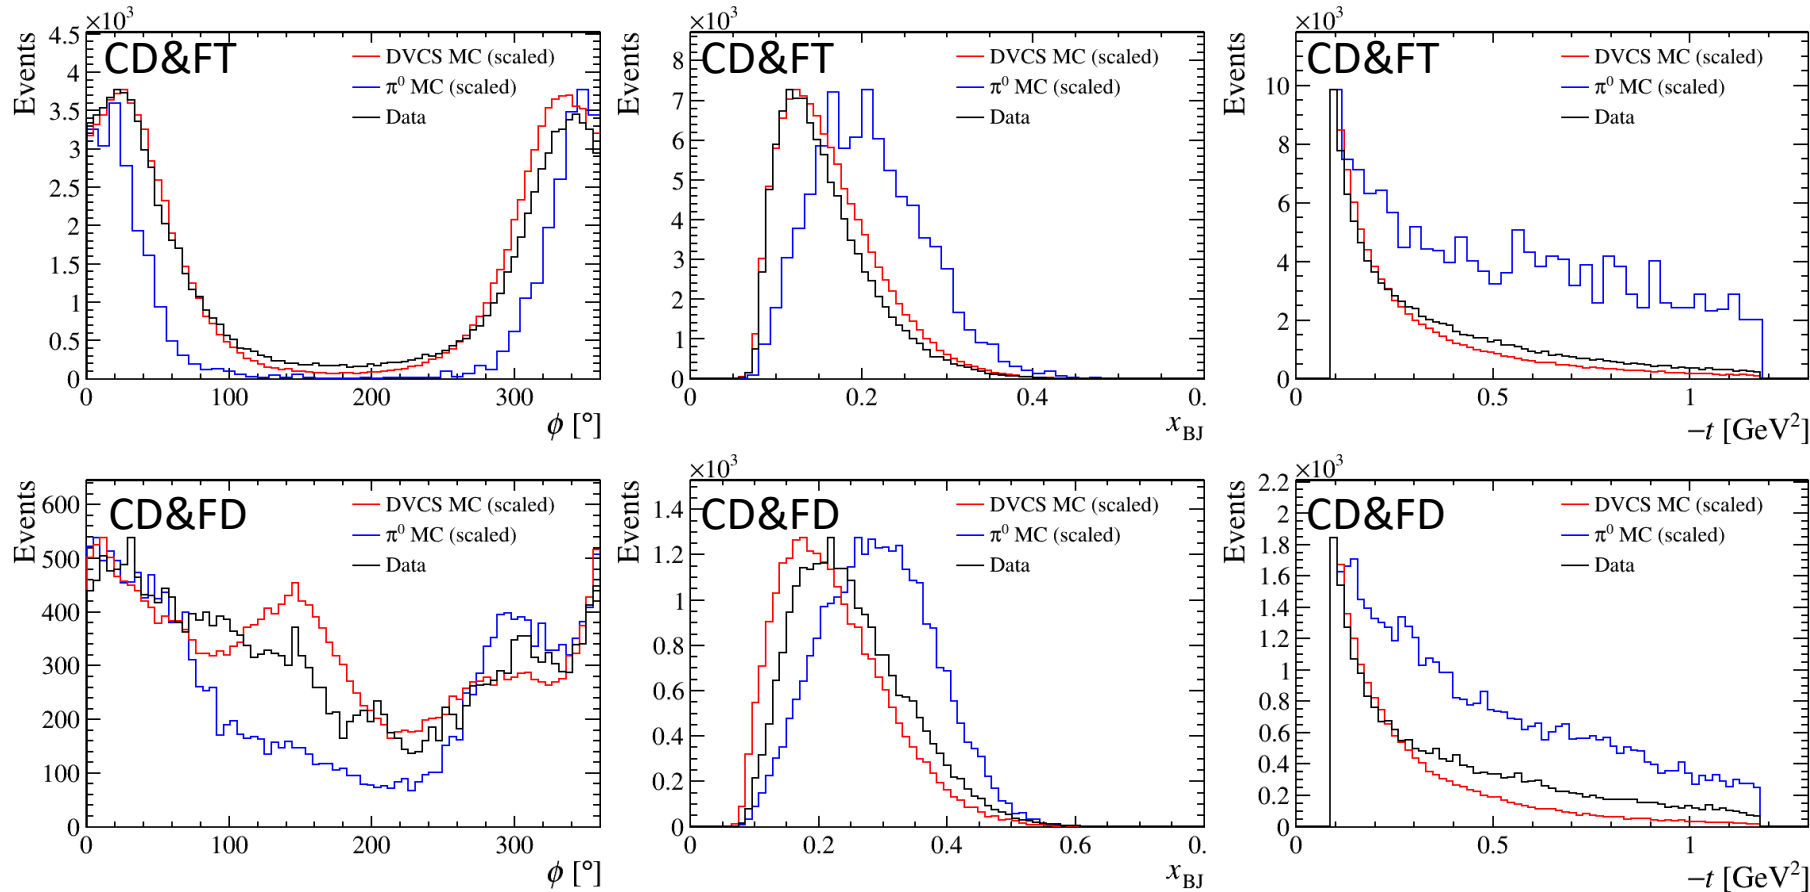 ×10³
Events
CD&FT
DVCS MC (scaled)
π⁰ MC (scaled)
Data
4.5
4
3.5
3
2.5
2
1.5
1
0.5
0
0 100 200 300
ϕ [°]
×10³
Events
CD&FT
DVCS MC (scaled)
π⁰ MC (scaled)
Data
8
7
6
5
4
3
2
1
0
0 0.2 0.4 0.
x_BJ
×10³
Events
CD&FT
DVCS MC (scaled)
π⁰ MC (scaled)
Data
10
8
6
4
2
0
0 0.5 1
−t [GeV²]
Events
CD&FD
DVCS MC (scaled)
π⁰ MC (scaled)
Data
600
500
400
300
200
100
0
0 100 200 300
ϕ [°]
×10³
Events
CD&FD
DVCS MC (scaled)
π⁰ MC (scaled)
Data
1.4
1.2
1
0.8
0.6
0.4
0.2
0
0 0.2 0.4 0.6 0.
x_BJ
×10³
Events
CD&FD
DVCS MC (scaled)
π⁰ MC (scaled)
Data
2.2
2
1.8
1.6
1.4
1.2
1
0.8
0.6
0.4
0.2
0
0 0.5 1
−t [GeV²]